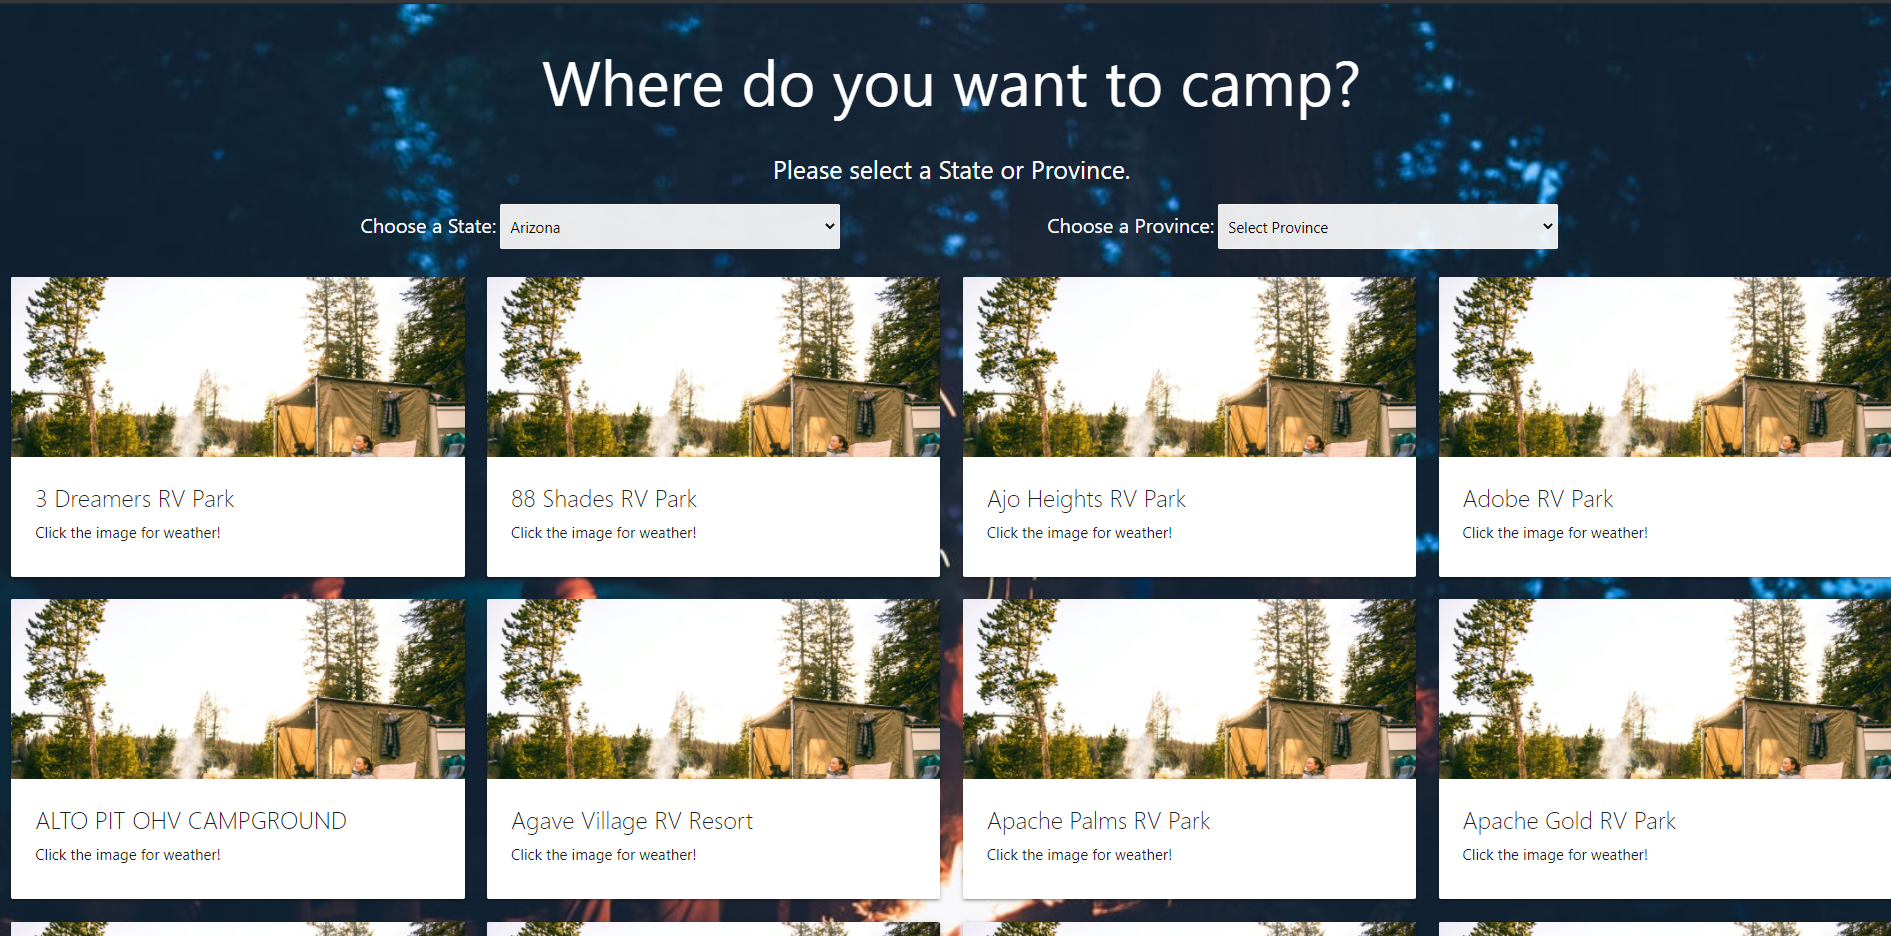 Where do you want to camp?
Please select a State or Province.
Choose a State: Arizona Choose a Province: Select Province
3 Dreamers RV Park
Click the image for weather!
88 Shades RV Park
Click the image for weather!
Ajo Heights RV Park
Click the image for weather!
Adobe RV Park
Click the image for weather!
ALTO PIT OHV CAMPGROUND
Click the image for weather!
Agave Village RV Resort
Click the image for weather!
Apache Palms RV Park
Click the image for weather!
Apache Gold RV Park
Click the image for weather!